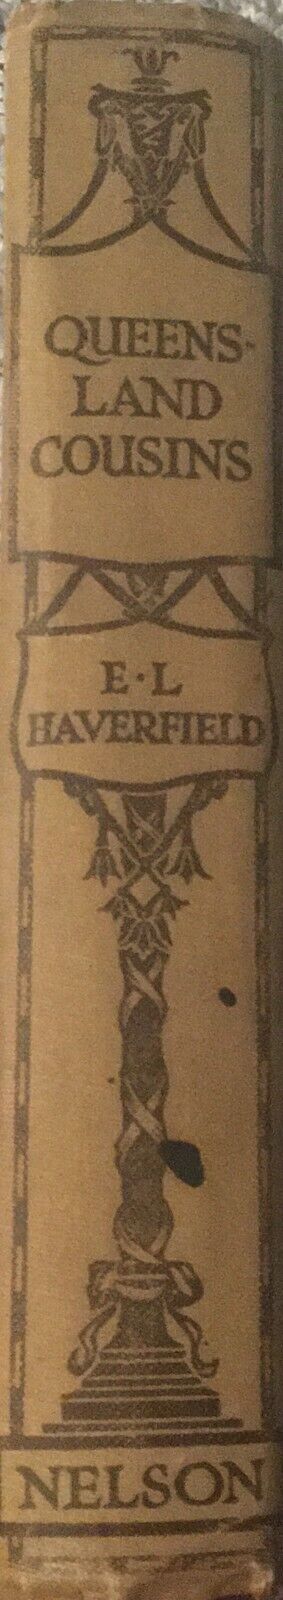 QUEENS-
LAND
COUSINS
E·L
HAVERFIELD
NELSON